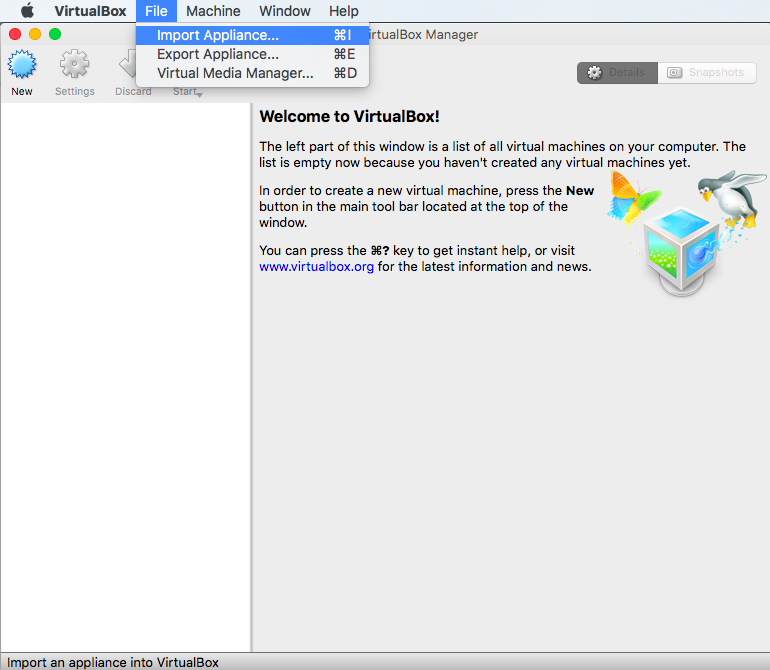 VirtualBox File Machine Window Help
Import Appliance... ⌘I
irtualBox Manager
Export Appliance... ⌘E
Virtual Media Manager... ⌘D
New Settings Discard Start
Details Snapshots
Welcome to VirtualBox!
The left part of this window is a list of all virtual machines on your computer. The
list is empty now because you haven't created any virtual machines yet.
In order to create a new virtual machine, press the New
button in the main tool bar located at the top of the
window.
You can press the ⌘? key to get instant help, or visit
www.virtualbox.org for the latest information and news.
Import an appliance into VirtualBox